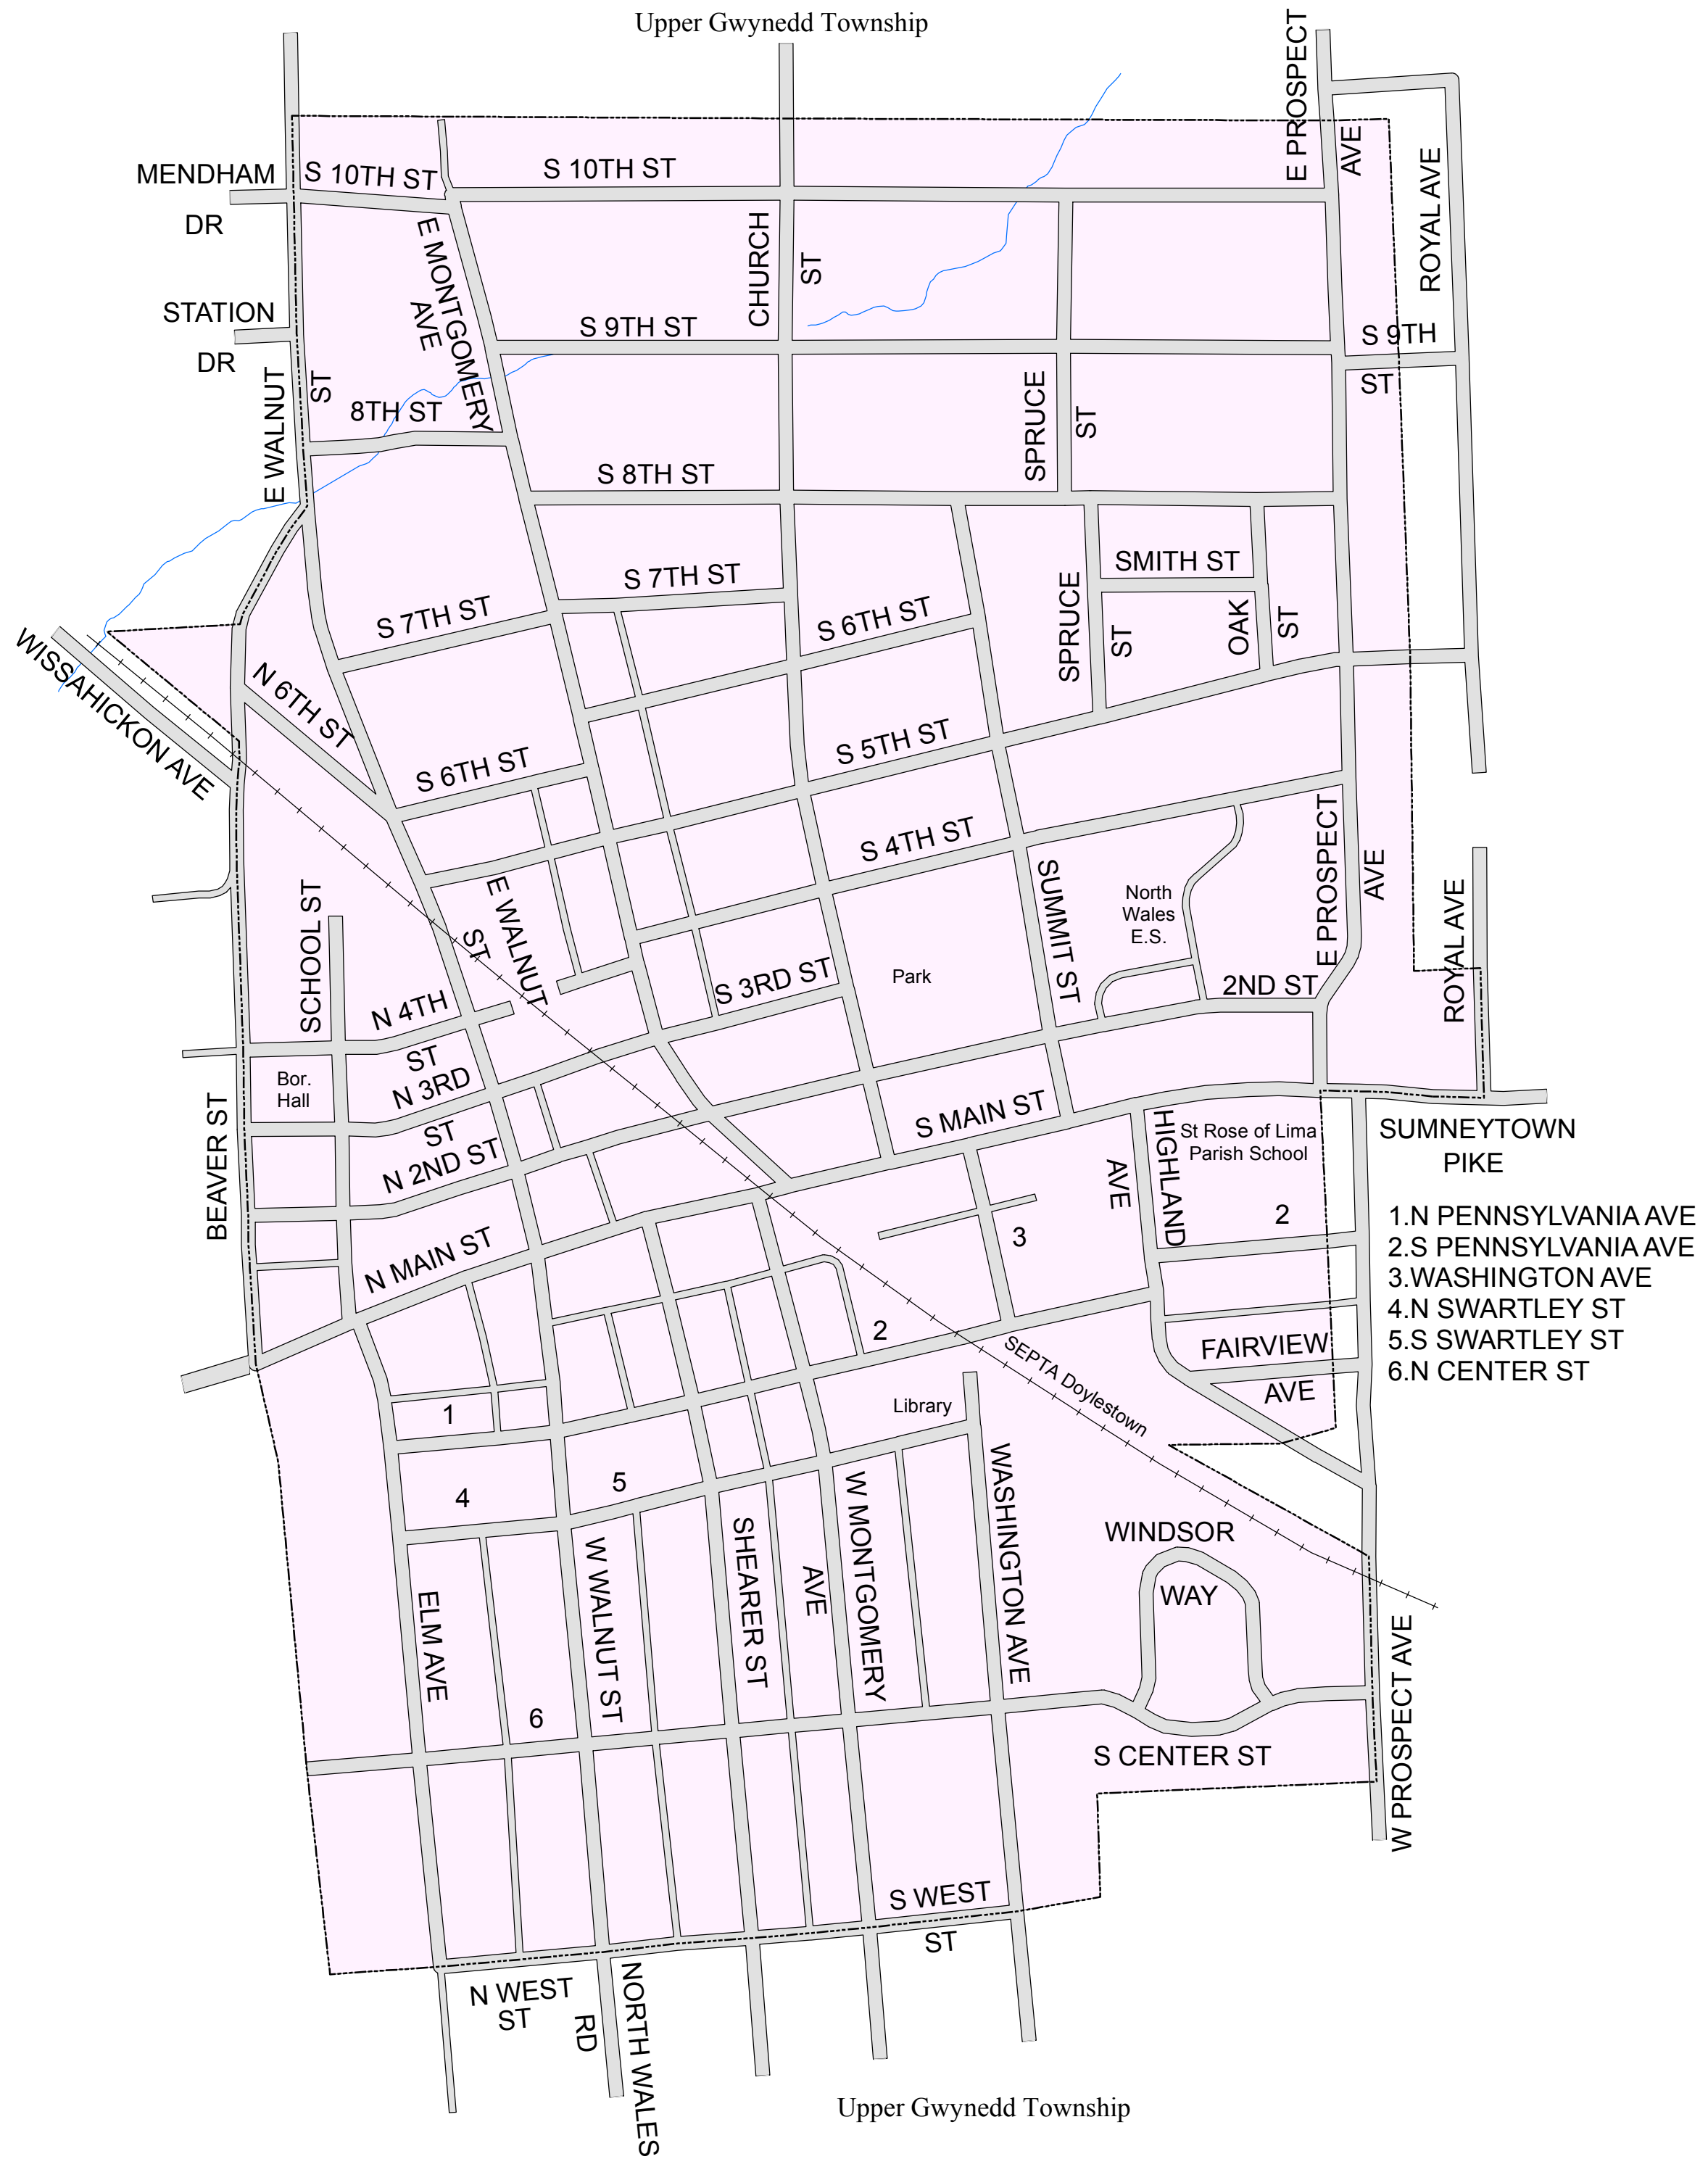 Upper Gwynedd Township
E PROSPECT
AVE
MENDHAM
DR
S 10TH ST
S 10TH ST
ROYAL AVE
E MONTGOMERY
AVE
CHURCH
ST
STATION
DR
S 9TH ST
S 9TH
ST
E WALNUT
ST
8TH ST
SPRUCE
ST
S 8TH ST
SMITH ST
S 7TH ST
S 7TH ST
S 6TH ST
SPRUCE
ST
OAK
ST
WISSAHICKON AVE
N 6TH ST
S 6TH ST
S 5TH ST
S 4TH ST
E PROSPECT
AVE
SCHOOL ST
E WALNUT
ST
SUMMIT ST
North
Wales
E.S.
ROYAL AVE
Park
S 3RD ST
2ND ST
N 4TH
ST
Bor.
Hall
N 3RD
ST
BEAVER ST
N 2ND ST
S MAIN ST
HIGHLAND
AVE
St Rose of Lima
Parish School
SUMNEYTOWN
PIKE
2
3
N MAIN ST
1.N PENNSYLVANIA AVE
2.S PENNSYLVANIA AVE
3.WASHINGTON AVE
4.N SWARTLEY ST
5.S SWARTLEY ST
6.N CENTER ST
2
SEPTA Doylestown
FAIRVIEW
AVE
1
Library
4
5
WASHINGTON AVE
W MONTGOMERY
AVE
SHEARER ST
W WALNUT ST
ELM AVE
WINDSOR
WAY
6
S CENTER ST
W PROSPECT AVE
S WEST
ST
N WEST
ST
NORTH WALES
RD
Upper Gwynedd Township